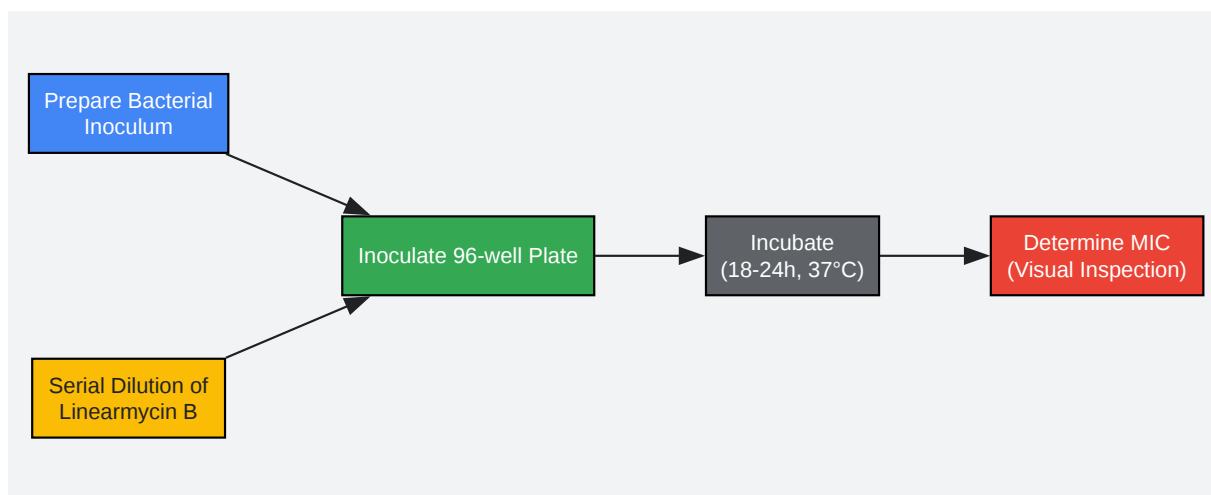 Prepare Bacterial
Inoculum
Serial Dilution of
Linearmycin B
Inoculate 96-well Plate
Incubate
(18-24h, 37°C)
Determine MIC
(Visual Inspection)